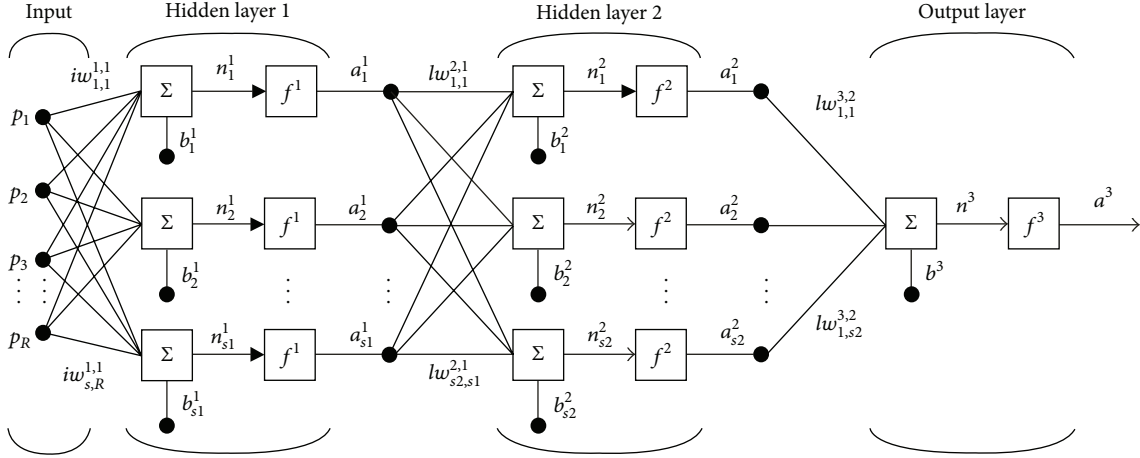 Input Hidden layer 1 Hidden layer 2 Output layer
iw^{1,1}_{1,1} n^1_1 a^1_1 lw^{2,1}_{1,1} n^2_1 a^2_1
Σ f^1 Σ f^2 lw^{3,2}_{1,1}
p_1 b^1_1 b^2_1
p_2 n^1_2 a^1_2 n^2_2 a^2_2 n^3 a^3
Σ f^1 Σ f^2 Σ f^3
p_3 b^1_2 b^2_2 b^3
⋮ ⋮ ⋮ ⋮ ⋮ ⋮
p_R n^1_{s1} a^1_{s1} n^2_{s2} a^2_{s2} lw^{3,2}_{1,s2}
Σ f^1 Σ f^2
iw^{1,1}_{s,R} lw^{2,1}_{s2,s1}
b^1_{s1} b^2_{s2}